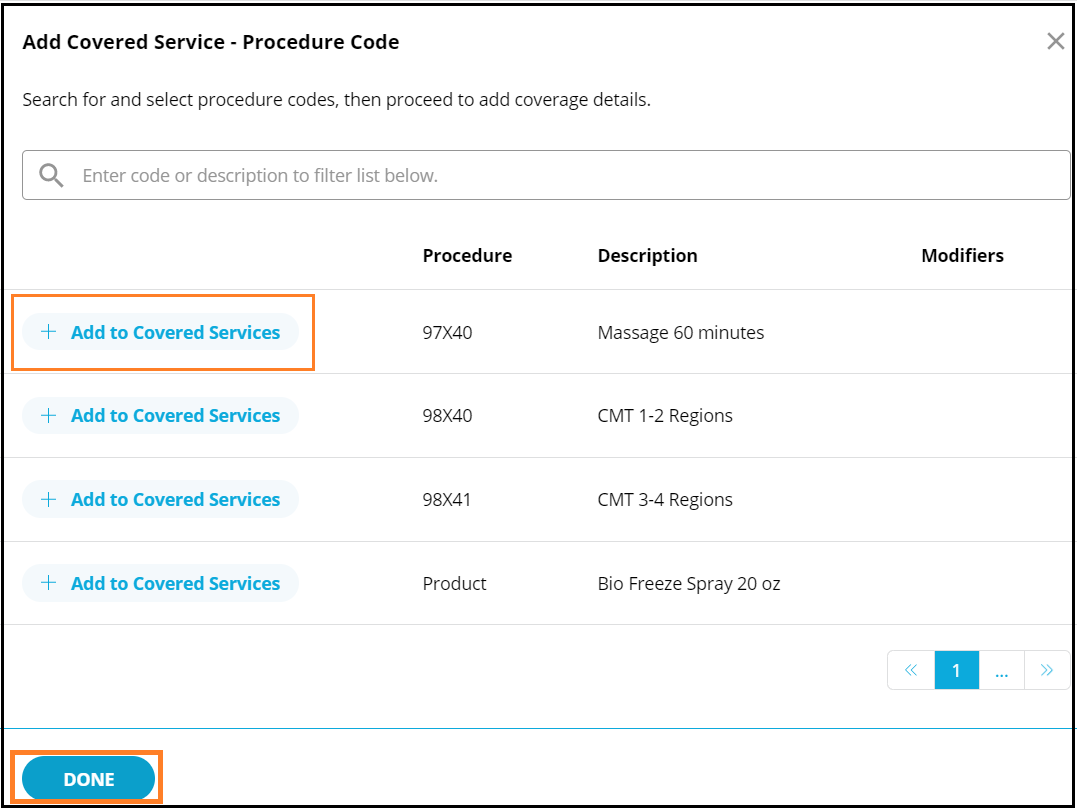 Add Covered Service - Procedure Code
Search for and select procedure codes, then proceed to add coverage details.
Enter code or description to filter list below.
Procedure Description Modifiers
+ Add to Covered Services 97X40 Massage 60 minutes
+ Add to Covered Services 98X40 CMT 1-2 Regions
+ Add to Covered Services 98X41 CMT 3-4 Regions
+ Add to Covered Services Product Bio Freeze Spray 20 oz
« 1 ... »
DONE